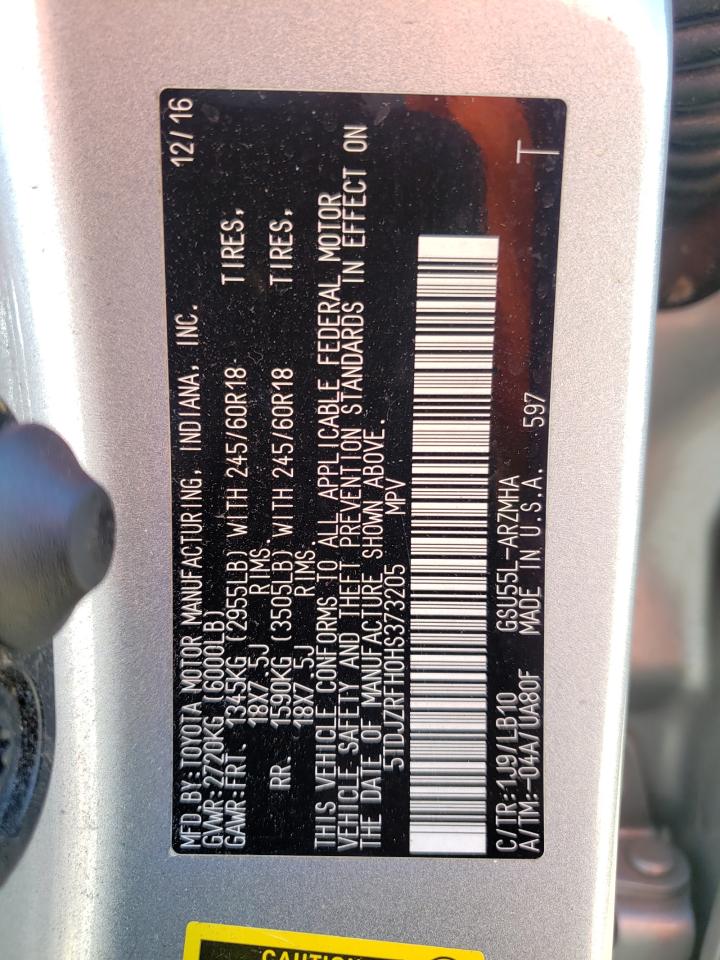 MFD.BY:TOYOTA MOTOR MANUFACTURING, INDIANA, INC. 12/16
GVWR:2720KG (6000LB)
GAWR:FRT. 1345KG (2955LB) WITH 245/60R18 TIRES,
18X7.5J RIMS
RR. 1590KG (3505LB) WITH 245/60R18 TIRES,
18X7.5J RIMS
THIS VEHICLE CONFORMS TO ALL APPLICABLE FEDERAL MOTOR
VEHICLE SAFETY AND THEFT PREVENTION STANDARDS IN EFFECT ON
THE DATE OF MANUFACTURE SHOWN ABOVE.
5TDJZRFH0HS373205 MPV
C/TR:1J9/LB10 GSU55L-ARZMHA
A/TM:-04A/UA80F MADE IN U.S.A. 597 T
CAUTION